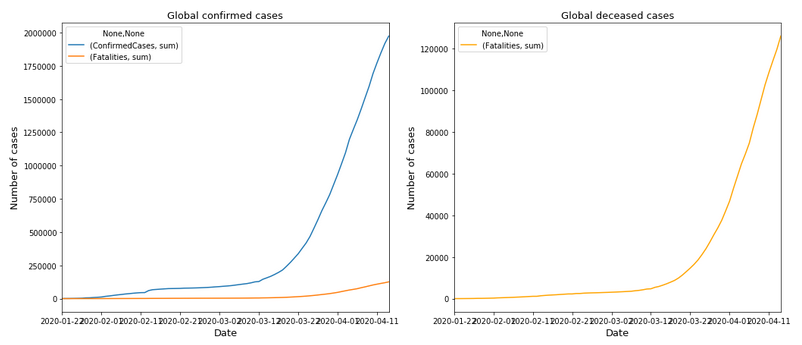 Global confirmed cases
None,None
(ConfirmedCases, sum)
(Fatalities, sum)
Number of cases
2000000
1750000
1500000
1250000
1000000
750000
500000
250000
0
2020-01-22 2020-02-01 2020-02-11 2020-02-21 2020-03-02 2020-03-12 2020-03-22 2020-04-01 2020-04-11
Date
Global deceased cases
None,None
(Fatalities, sum)
Number of cases
120000
100000
80000
60000
40000
20000
0
2020-01-22 2020-02-01 2020-02-11 2020-02-21 2020-03-02 2020-03-12 2020-03-22 2020-04-01 2020-04-11
Date